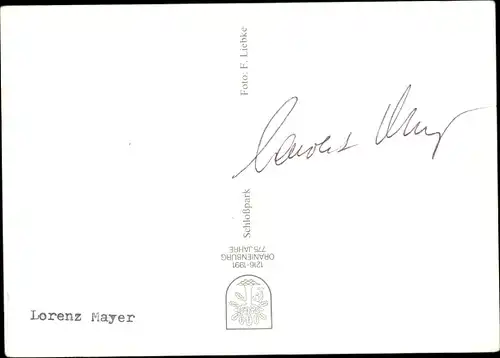 Foto: F. Liebke
Schloßpark
1216-1991
ORANIENBURG
775 JAHRE
Lorenz Mayer